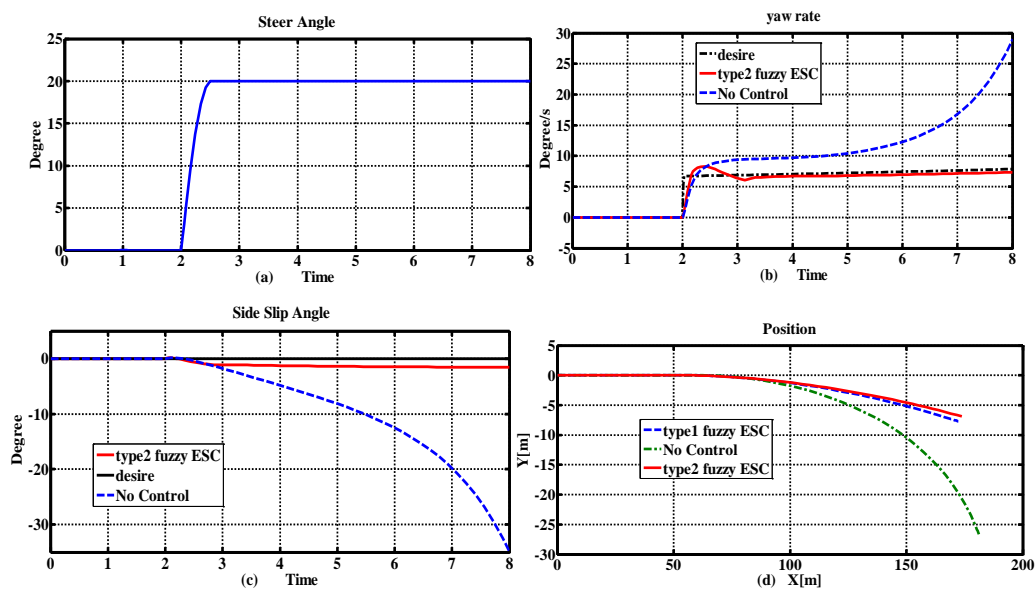 Steer Angle
25
20
15
10
5
0
Degree
0 1 2 3 4 5 6 7 8
(a) Time
yaw rate
30
25
20
15
10
5
0
-5
Degree/s
desire
type2 fuzzy ESC
No Control
0 1 2 3 4 5 6 7 8
(b) Time
Side Slip Angle
0
-10
-20
-30
Degree
type2 fuzzy ESC
desire
No Control
0 1 2 3 4 5 6 7 8
(c) Time
Position
5
0
-5
-10
-15
-20
-25
-30
Y[m]
type1 fuzzy ESC
No Control
type2 fuzzy ESC
0 50 100 150 200
(d) X[m]